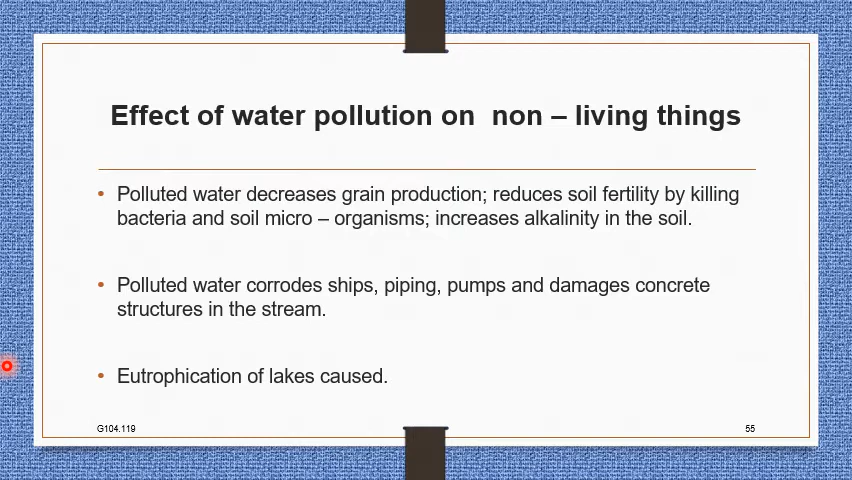 Effect of water pollution on  non – living things
• Polluted water decreases grain production; reduces soil fertility by killing
bacteria and soil micro – organisms; increases alkalinity in the soil.
• Polluted water corrodes ships, piping, pumps and damages concrete
structures in the stream.
• Eutrophication of lakes caused.
G104.119
55